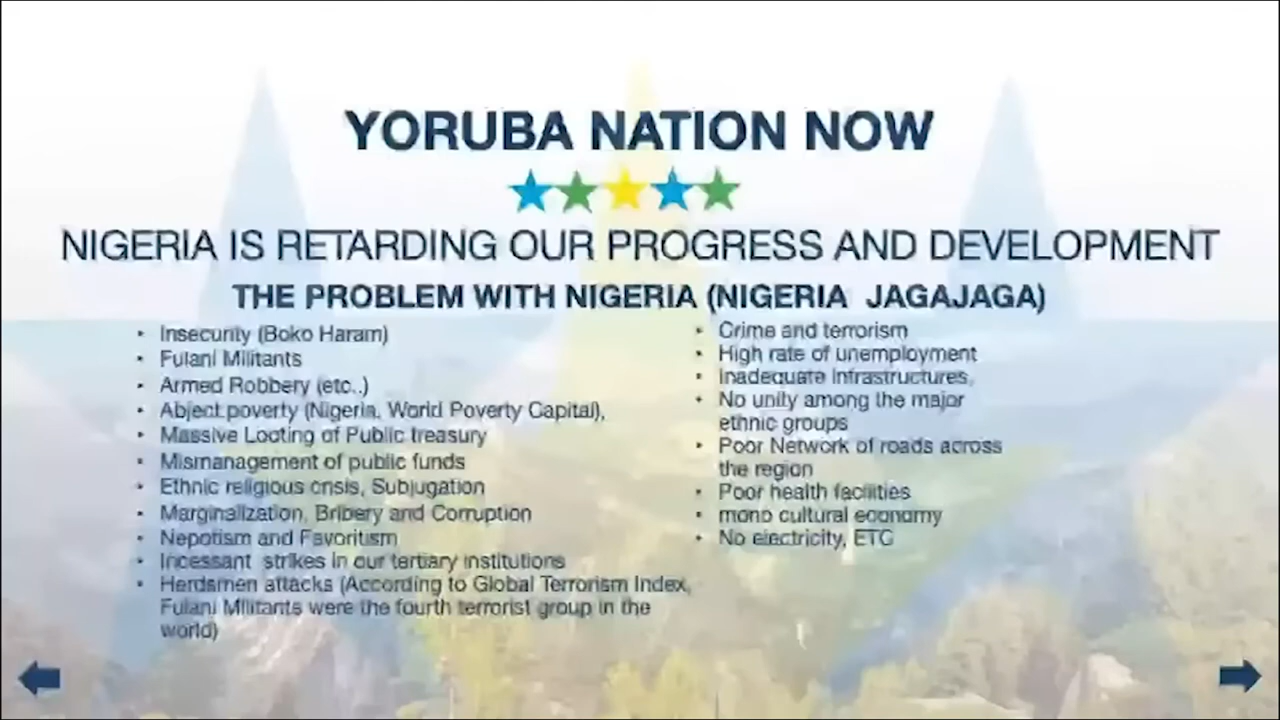 YORUBA NATION NOW
NIGERIA IS RETARDING OUR PROGRESS AND DEVELOPMENT
THE PROBLEM WITH NIGERIA (NIGERIA JAGAJAGA)
• Insecurity (Boko Haram)
• Fulani Militants
• Armed Robbery (etc..)
• Abject poverty (Nigeria, World Poverty Capital),
• Massive Looting of Public treasury
• Mismanagement of public funds
• Ethnic religious crisis, Subjugation
• Marginalization, Bribery and Corruption
• Nepotism and Favoritism
• Incessant strikes in our tertiary institutions
• Herdsmen attacks (According to Global Terrorism Index,
Fulani Militants were the fourth terrorist group in the
world)
• Crime and terrorism
• High rate of unemployment
• Inadequate Infrastructures,
• No unity among the major
ethnic groups
• Poor Network of roads across
the region
• Poor health facilities
• mono cultural economy
• No electricity, ETC